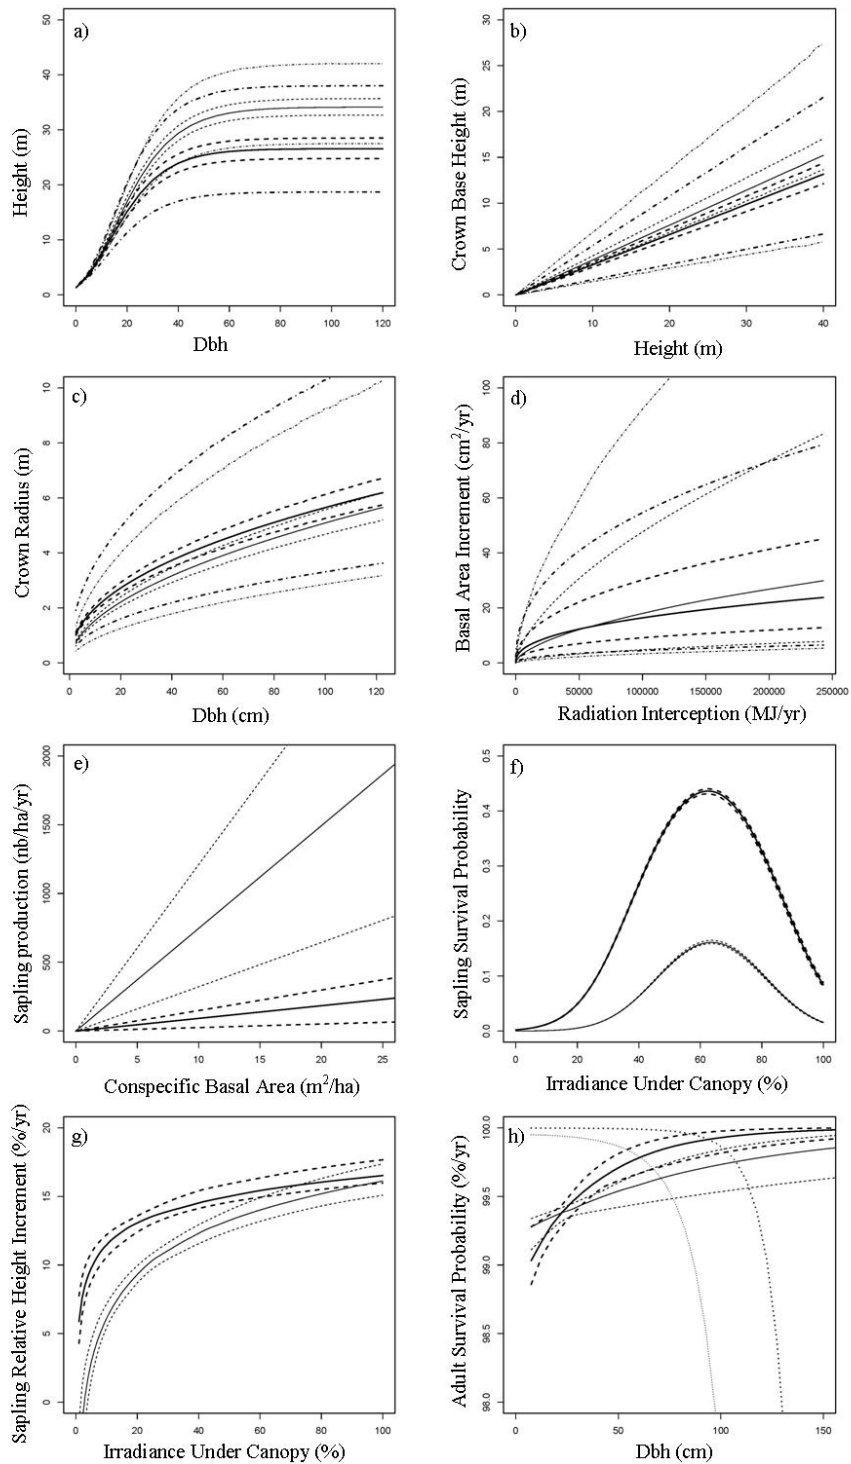 a)
Height (m)
50
40
30
20
10
0
0 20 40 60 80 100 120
Dbh
b)
Crown Base Height (m)
30
25
20
15
10
5
0
0 10 20 30 40
Height (m)
c)
Crown Radius (m)
10
8
6
4
2
0
0 20 40 60 80 100 120
Dbh (cm)
d)
Basal Area Increment (cm²/yr)
100
80
60
40
20
0
0 50000 100000 150000 200000 250000
Radiation Interception (MJ/yr)
e)
Sapling production (nb/ha/yr)
2000
1500
1000
500
0
0 5 10 15 20 25
Conspecific Basal Area (m²/ha)
f)
Sapling Survival Probability
0.5
0.4
0.3
0.2
0.1
0.0
0 20 40 60 80 100
Irradiance Under Canopy (%)
g)
Sapling Relative Height Increment (%/yr)
20
15
10
5
0
0 20 40 60 80 100
Irradiance Under Canopy (%)
h)
Adult Survival Probability (%/yr)
100.0
99.5
99.0
98.5
98.0
0 50 100 150
Dbh (cm)